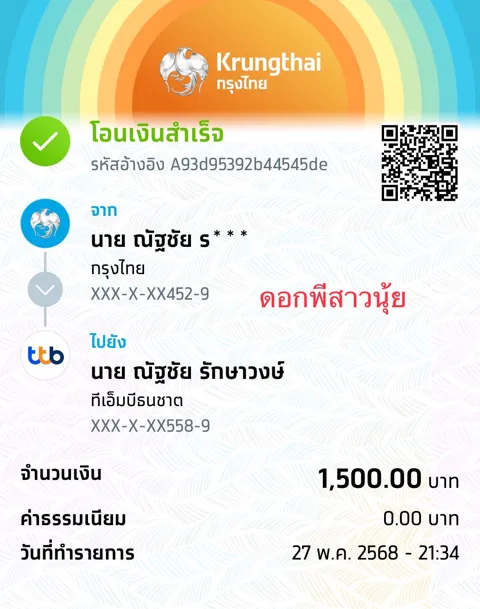 Krungthai
กรุงไทย
โอนเงินสำเร็จ
รหัสอ้างอิง A93d95392b44545de
จาก
นาย ณัฐชัย ร***
กรุงไทย
XXX-X-XX452-9
ดอกพีสาวนุ้ย
ttb
ไปยัง
นาย ณัฐชัย รักษาวงษ์
ทีเอ็มบีธนชาต
XXX-X-XX558-9
จำนวนเงิน 1,500.00 บาท
ค่าธรรมเนียม 0.00 บาท
วันที่ทำรายการ 27 พ.ค. 2568 - 21:34